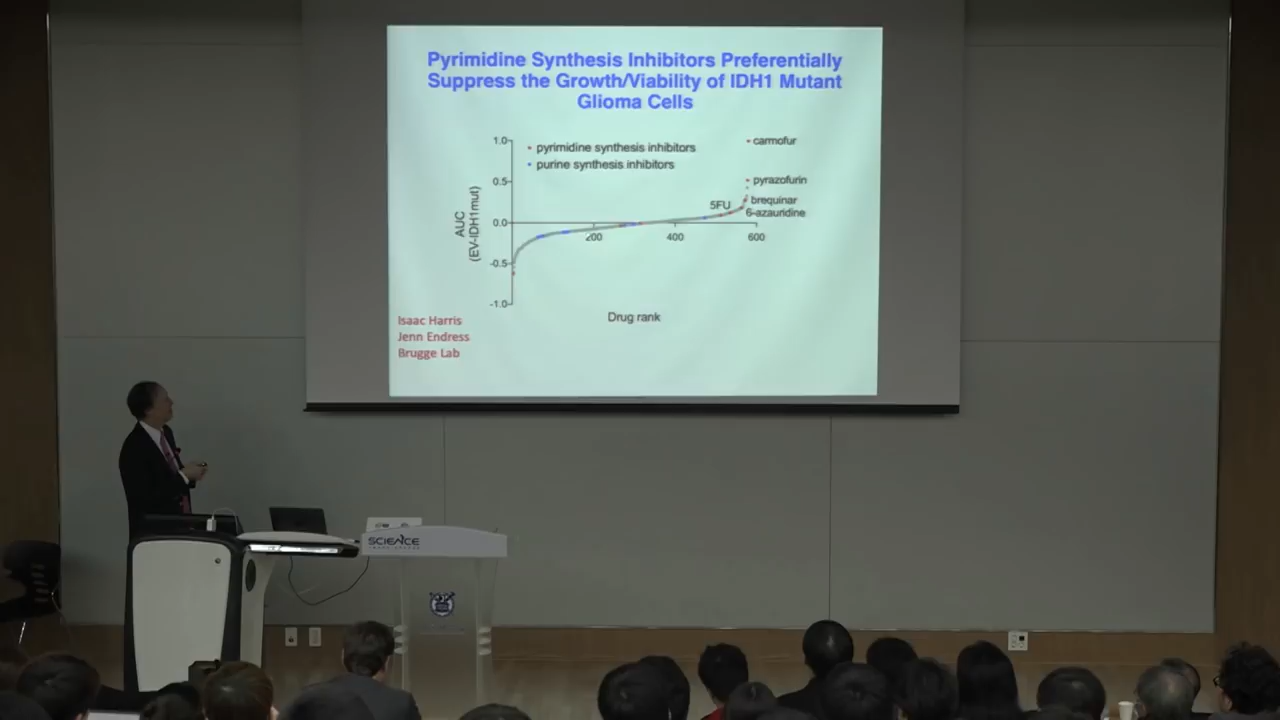 Pyrimidine Synthesis Inhibitors Preferentially
Suppress the Growth/Viability of IDH1 Mutant
Glioma Cells
1.0
pyrimidine synthesis inhibitors
carmofur
purine synthesis inhibitors
0.5
pyrazofurin
AUC
(EV-IDH1mut)
5FU
brequinar
6-azauridine
0.0
200
400
600
-0.5
-1.0
Drug rank
Isaac Harris
Jenn Endress
Brugge Lab
SCIENCE